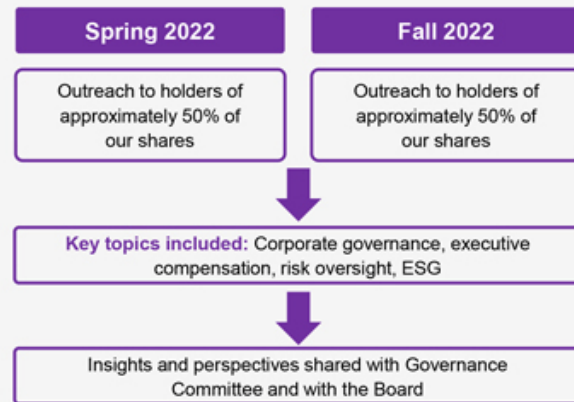 Spring 2022
Fall 2022
Outreach to holders of
approximately 50% of
our shares
Outreach to holders of
approximately 50% of
our shares
Key topics included: Corporate governance, executive
compensation, risk oversight, ESG
Insights and perspectives shared with Governance
Committee and with the Board